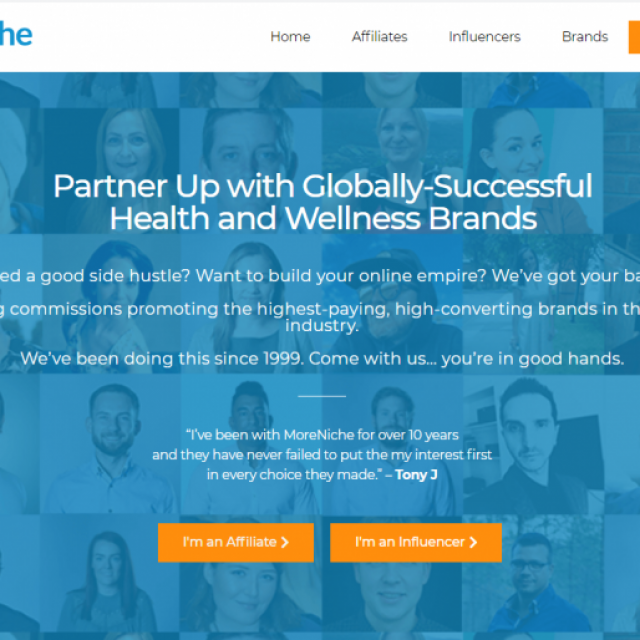 he
Home Affiliates Influencers Brands
Partner Up with Globally-Successful
Health and Wellness Brands
ed a good side hustle? Want to build your online empire? We've got your ba
g commissions promoting the highest-paying, high-converting brands in th
industry.
We've been doing this since 1999. Come with us... you're in good hands.
"I've been with MoreNiche for over 10 years
and they have never failed to put the my interest first
in every choice they made." – Tony J
I'm an Affiliate
I'm an Influencer